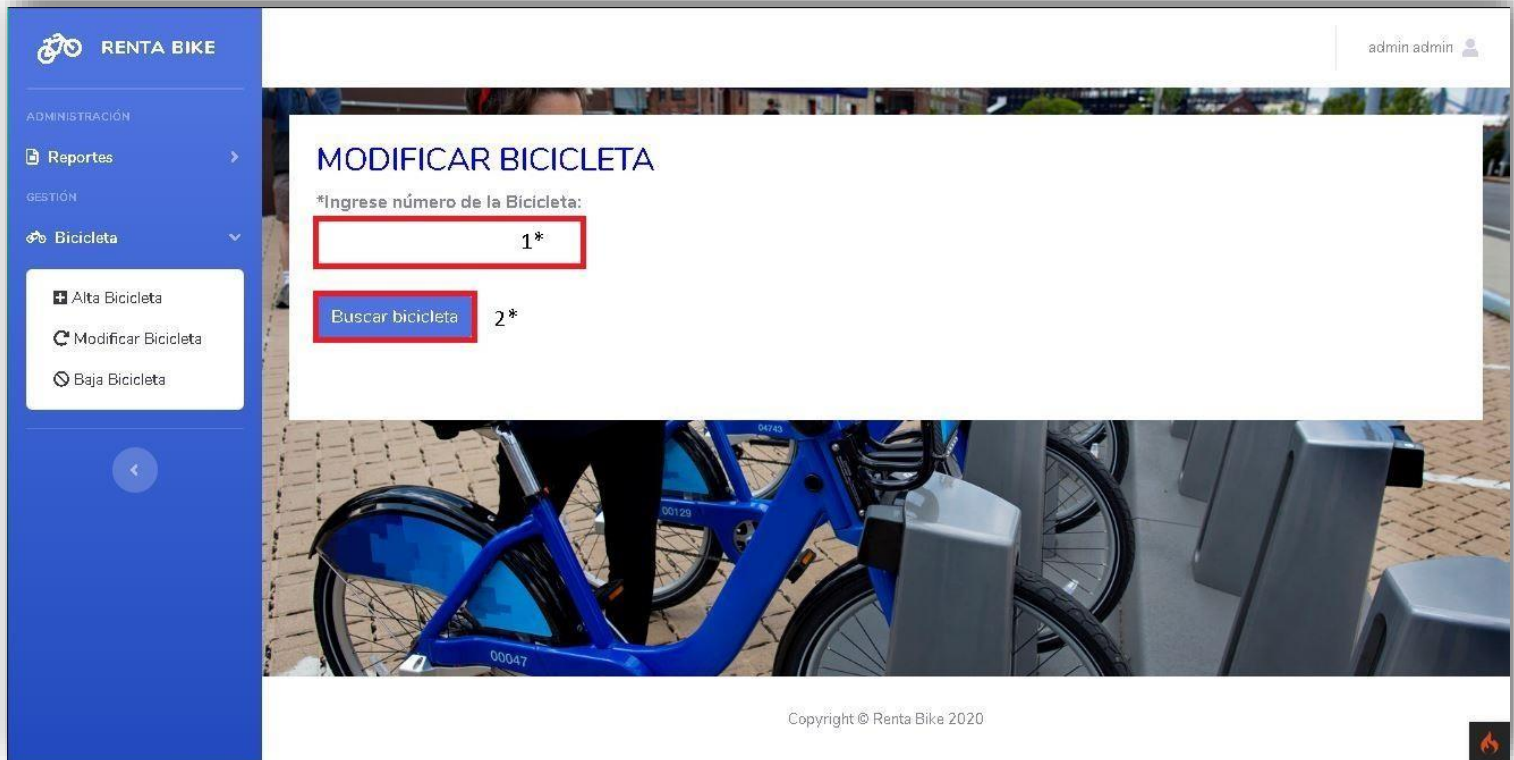 RENTA BIKE
admin admin
ADMINISTRACIÓN
Reportes
GESTIÓN
Bicicleta
Alta Bicicleta
Modificar Bicicleta
Baja Bicicleta
MODIFICAR BICICLETA
*Ingrese número de la Bicicleta:
1*
Buscar bicicleta 2*
04743
00129
00047
Copyright © Renta Bike 2020